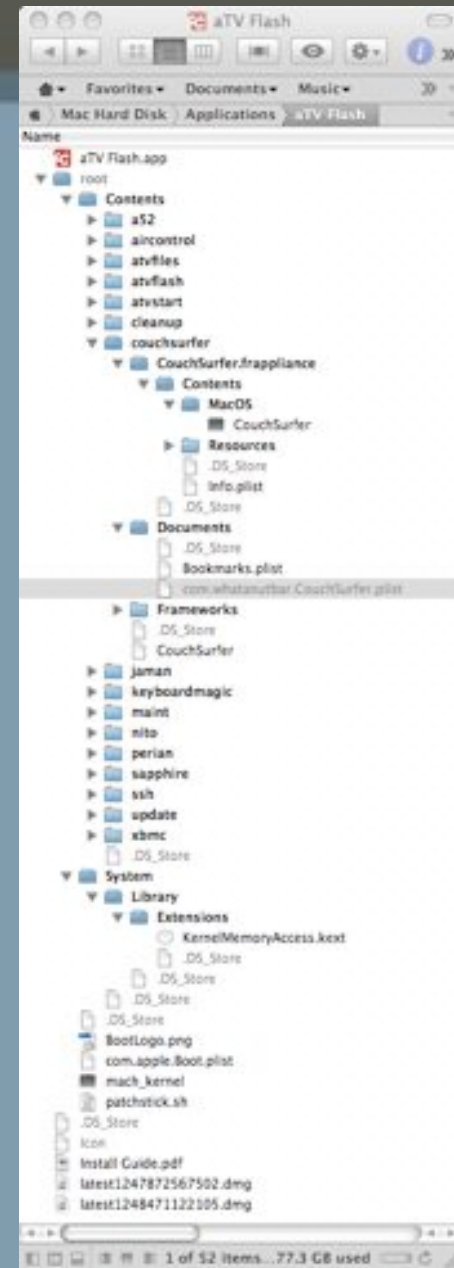 aTV Flash
Favorites Documents Music
Mac Hard Disk Applications aTV Flash
Name
aTV Flash.app
root
Contents
a52
aircontrol
atvfiles
atvflash
atvstart
cleanup
couchsurfer
CouchSurfer.frappliance
Contents
MacOS
CouchSurfer
Resources
.DS_Store
Info.plist
.DS_Store
Documents
.DS_Store
Bookmarks.plist
com.whatanutbar.CouchSurfer.plist
Frameworks
.DS_Store
CouchSurfer
jaman
keyboardmagic
maint
nito
perian
sapphire
ssh
update
xbmc
.DS_Store
System
Library
Extensions
KernelMemoryAccess.kext
.DS_Store
.DS_Store
.DS_Store
.DS_Store
BootLogo.png
com.apple.Boot.plist
mach_kernel
patchstick.sh
.DS_Store
Icon
Install Guide.pdf
latest1247872567502.dmg
latest1248471122105.dmg
1 of 52 items...77.3 GB used